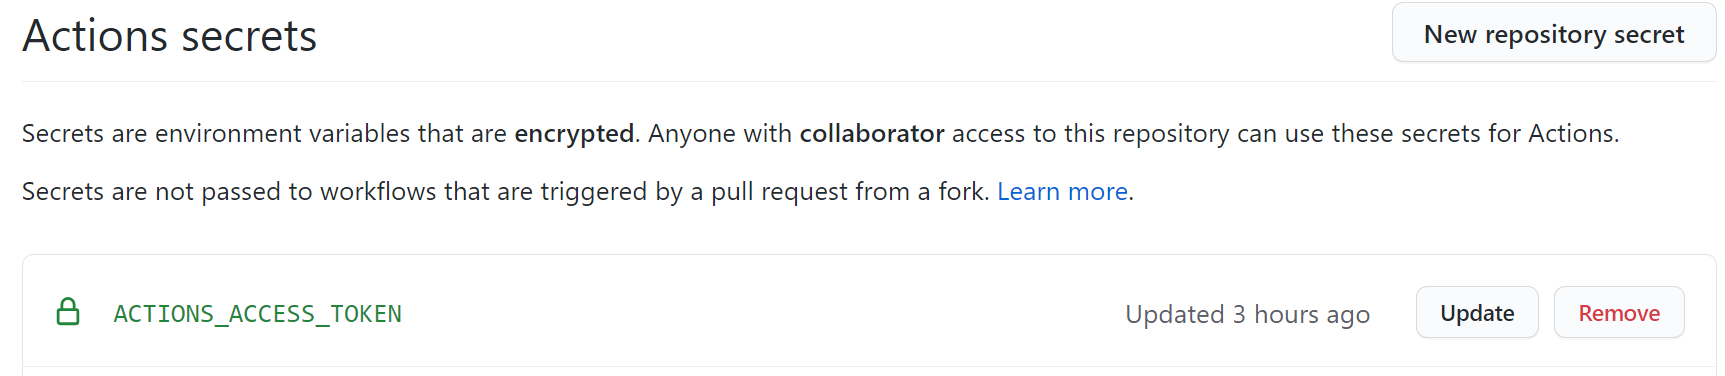 Actions secrets
New repository secret
Secrets are environment variables that are encrypted. Anyone with collaborator access to this repository can use these secrets for Actions.
Secrets are not passed to workflows that are triggered by a pull request from a fork. Learn more.
ACTIONS_ACCESS_TOKEN
Updated 3 hours ago
Update
Remove